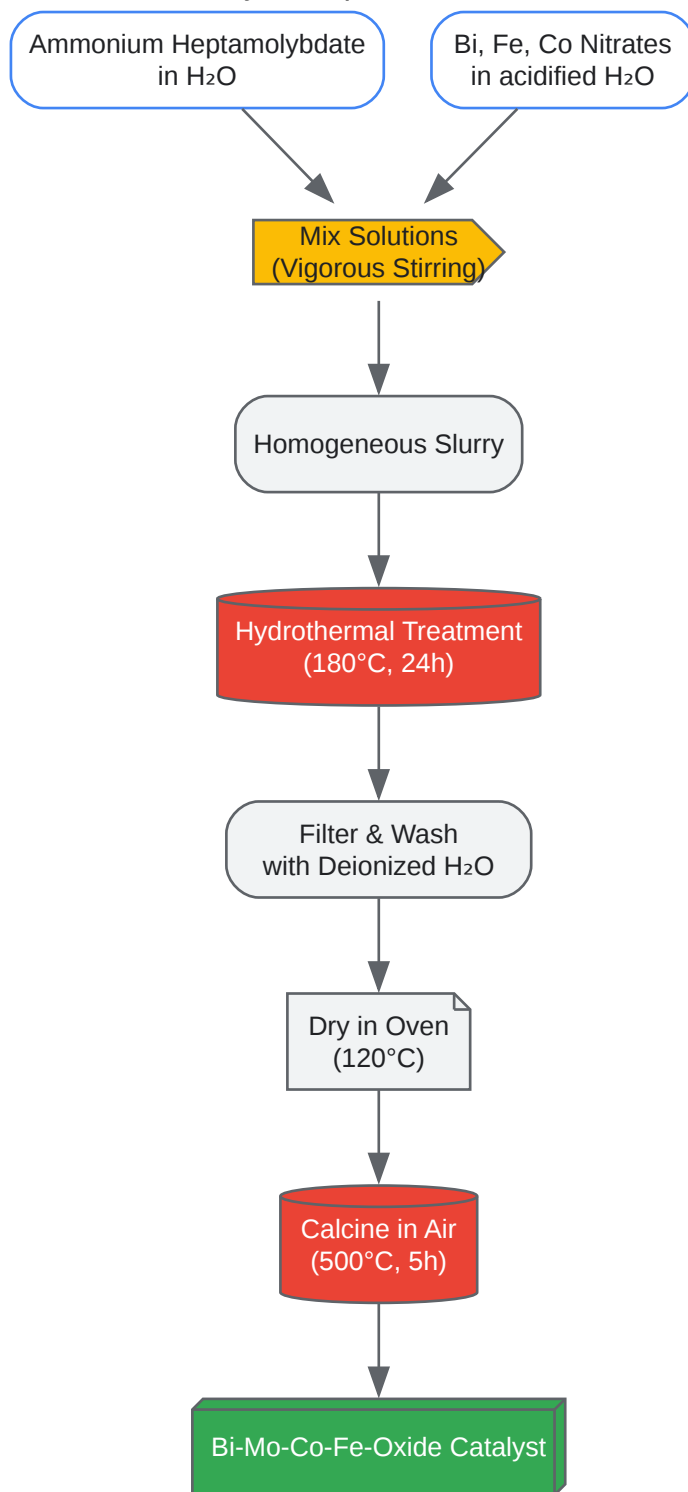 Ammonium Heptamolybdate
in H₂O
Bi, Fe, Co Nitrates
in acidified H₂O
Mix Solutions
(Vigorous Stirring)
Homogeneous Slurry
Hydrothermal Treatment
(180°C, 24h)
Filter & Wash
with Deionized H₂O
Dry in Oven
(120°C)
Calcine in Air
(500°C, 5h)
Bi-Mo-Co-Fe-Oxide Catalyst